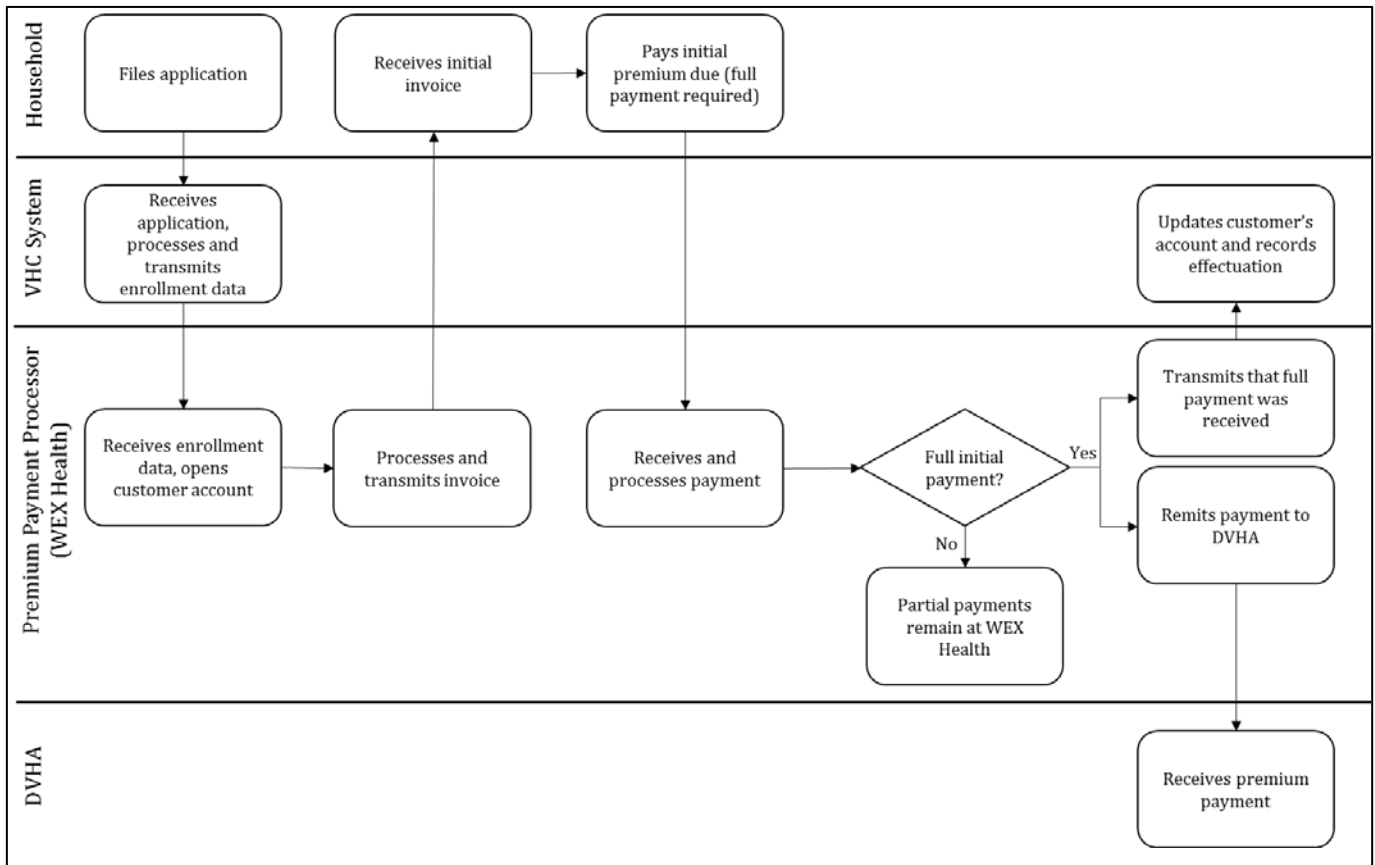 Household
Files application
Receives initial
invoice
Pays initial
premium due (full
payment required)
VHC System
Receives
application,
processes and
transmits
enrollment data
Updates customer’s
account and records
effectuation
Premium Payment Processor
(WEX Health)
Receives enrollment
data, opens
customer account
Processes and
transmits invoice
Receives and
processes payment
Full initial
payment?
Yes
No
Transmits that full
payment was
received
Remits payment to
DVHA
Partial payments
remain at WEX
Health
DVHA
Receives premium
payment